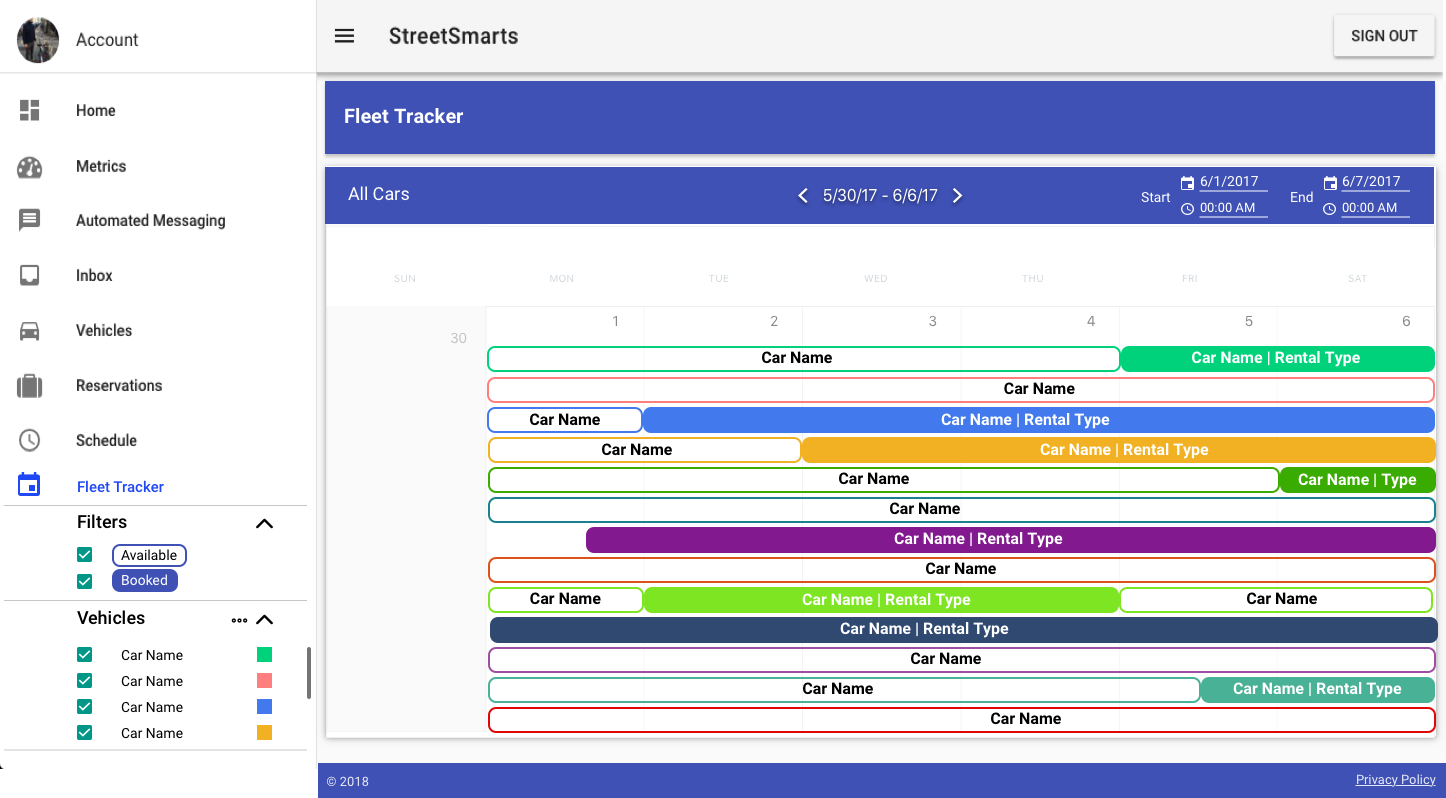 Account
Home
Metrics
Automated Messaging
Inbox
Vehicles
Reservations
Schedule
Fleet Tracker
Filters
Available
Booked
Vehicles
Car Name
Car Name
Car Name
Car Name
StreetSmarts
SIGN OUT
Fleet Tracker
All Cars
5/30/17 - 6/6/17
Start
6/1/2017
00:00 AM
End
6/7/2017
00:00 AM
SUN MON TUE WED THU FRI SAT
30 1 2 3 4 5 6
Car Name Car Name | Rental Type
Car Name
Car Name Car Name | Rental Type
Car Name Car Name | Rental Type
Car Name Car Name | Type
Car Name
Car Name | Rental Type
Car Name
Car Name Car Name | Rental Type Car Name
Car Name | Rental Type
Car Name
Car Name Car Name | Rental Type
Car Name
© 2018
Privacy Policy